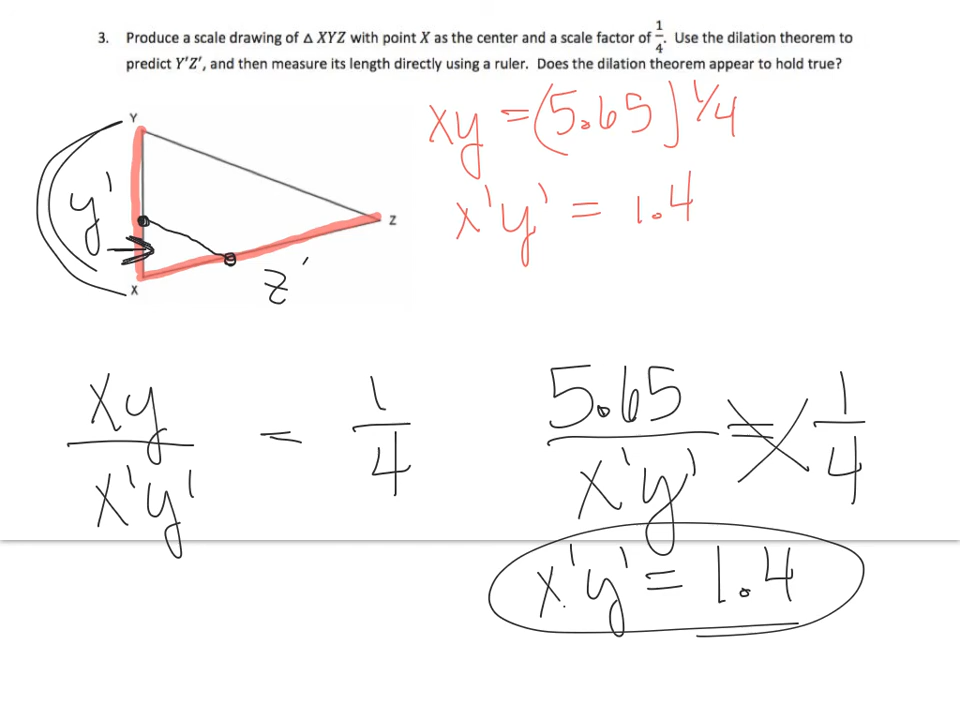 3. Produce a scale drawing of △ XYZ with point X as the center and a scale factor of 1/4. Use the dilation theorem to
predict Y′Z′, and then measure its length directly using a ruler. Does the dilation theorem appear to hold true?
xy = (5.65) 1/4
x'y' = 1.4
Y
y'
Z
X
z'
xy/x'y' = 1/4
5.65/x'y' = 1/4
x'y' = 1.4